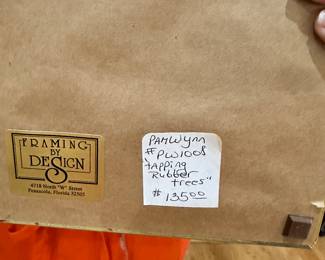 FRAMING
BY
DESIGN
4718 North "W" Street
Pensacola, Florida 32505
PAMWynn
#PW1008
"tapping
Rubber
trees"
$135.00